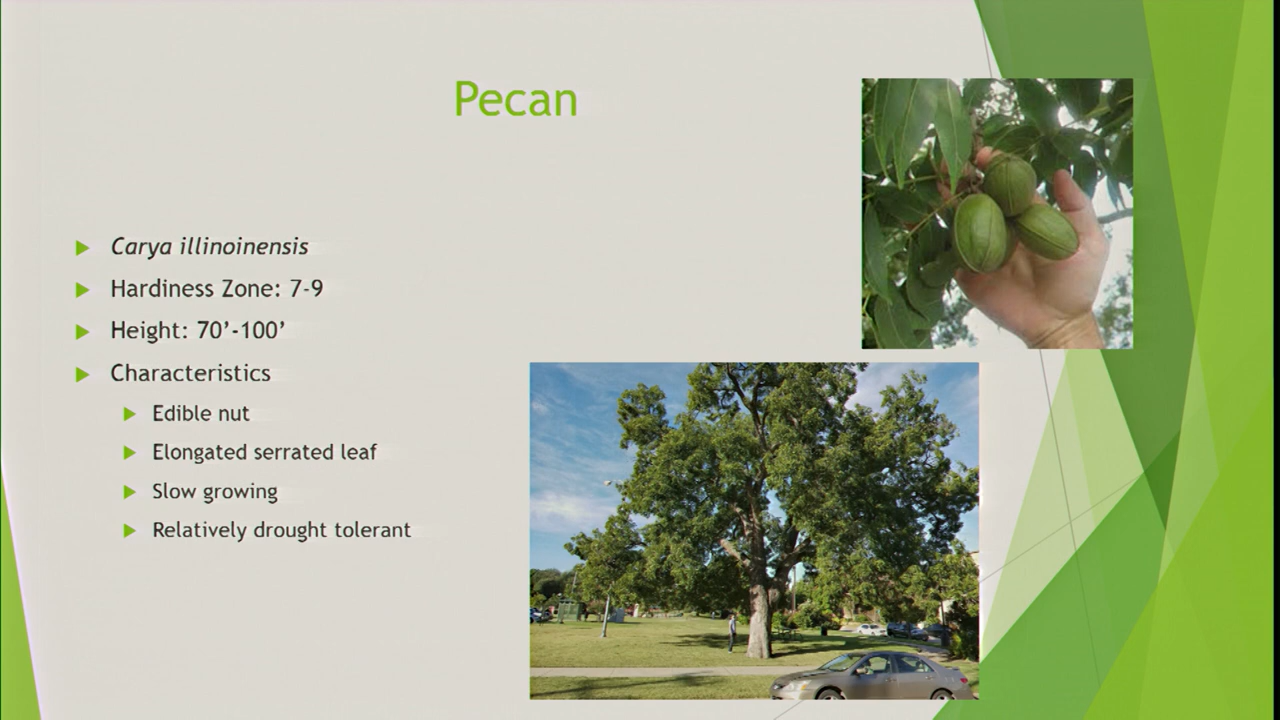 Pecan
Carya illinoinensis
Hardiness Zone: 7-9
Height: 70’-100’
Characteristics
Edible nut
Elongated serrated leaf
Slow growing
Relatively drought tolerant